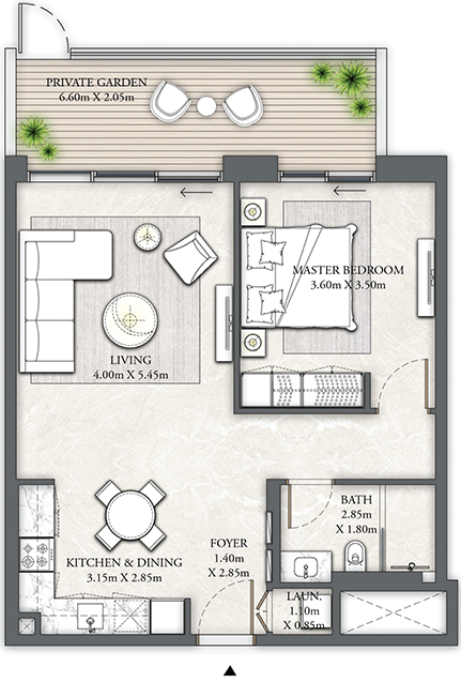 PRIVATE GARDEN
6.60m X 2.05m
MASTER BEDROOM
3.60m X 3.50m
LIVING
4.00m X 5.45m
BATH
2.85m
X 1.80m
FOYER
1.40m
X 2.85m
KITCHEN & DINING
3.15m X 2.85m
LAUN.
1.10m
X 0.85m